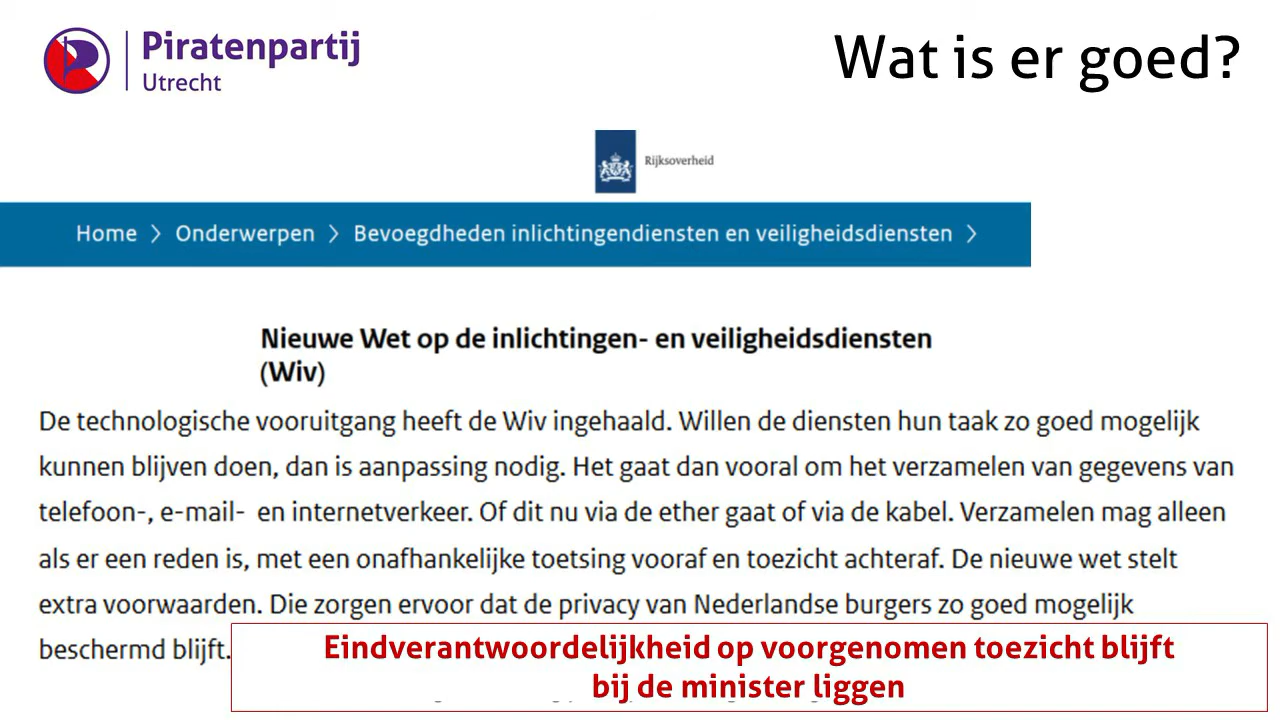 Piratenpartij
Utrecht
Wat is er goed?
Rijksoverheid
Home > Onderwerpen > Bevoegdheden inlichtingendiensten en veiligheidsdiensten >
Nieuwe Wet op de inlichtingen- en veiligheidsdiensten
(Wiv)
De technologische vooruitgang heeft de Wiv ingehaald. Willen de diensten hun taak zo goed mogelijk
kunnen blijven doen, dan is aanpassing nodig. Het gaat dan vooral om het verzamelen van gegevens van
telefoon-, e-mail- en internetverkeer. Of dit nu via de ether gaat of via de kabel. Verzamelen mag alleen
als er een reden is, met een onafhankelijke toetsing vooraf en toezicht achteraf. De nieuwe wet stelt
extra voorwaarden. Die zorgen ervoor dat de privacy van Nederlandse burgers zo goed mogelijk
beschermd blijft.
Eindverantwoordelijkheid op voorgenomen toezicht blijft
bij de minister liggen